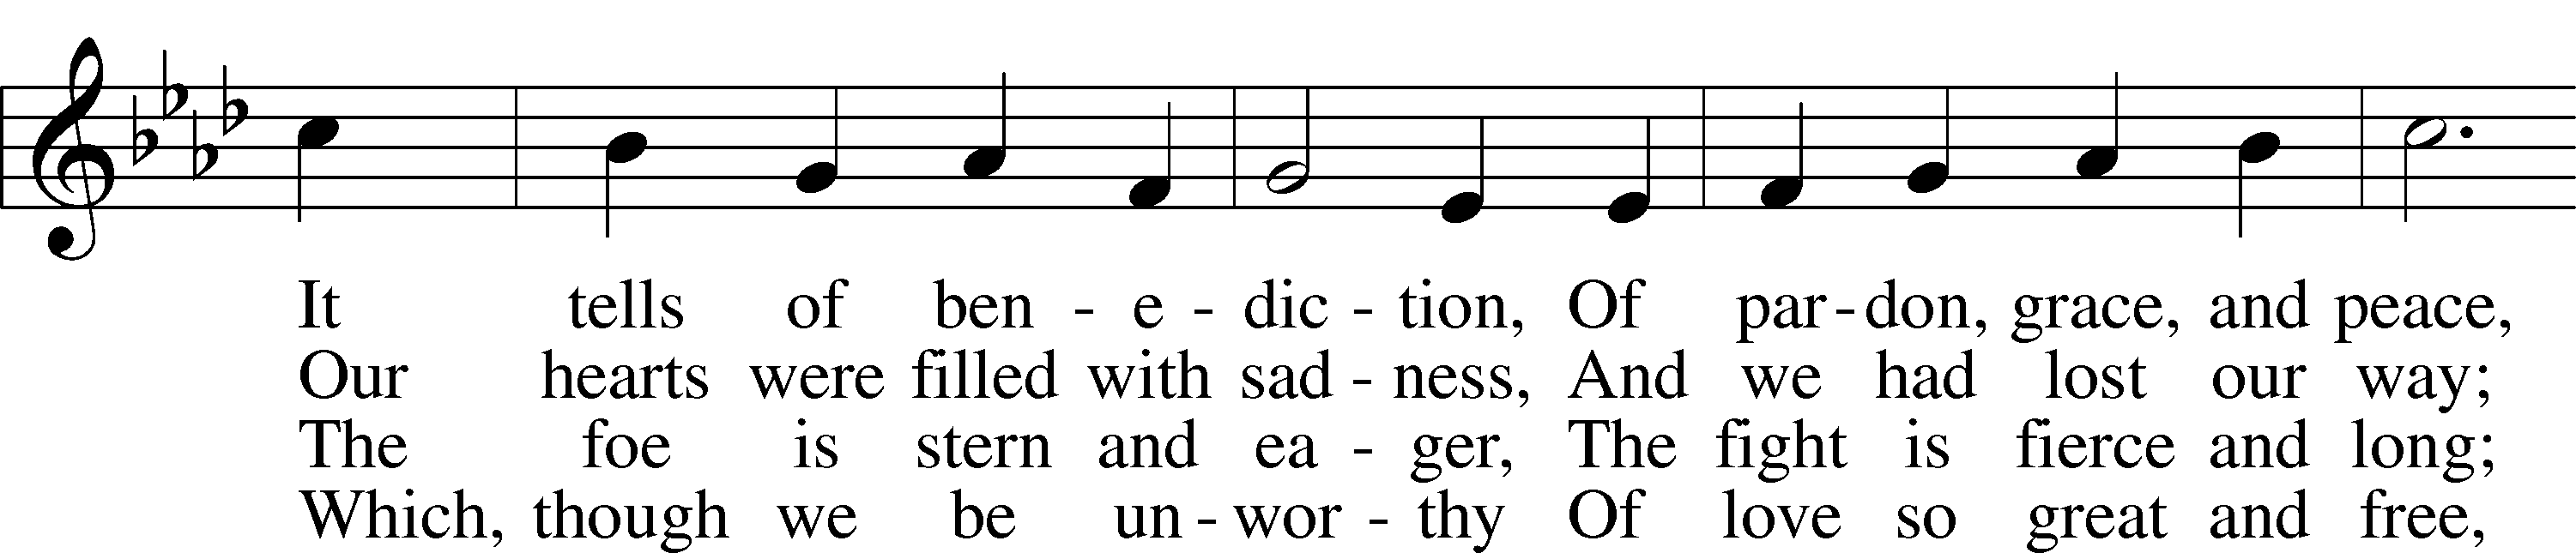 It tells of ben - e - dic - tion, Of par - don, grace, and peace,
Our hearts were filled with sad - ness, And we had lost our way;
The foe is stern and ea - ger, The fight is fierce and long;
Which, though we be un - wor - thy Of love so great and free,